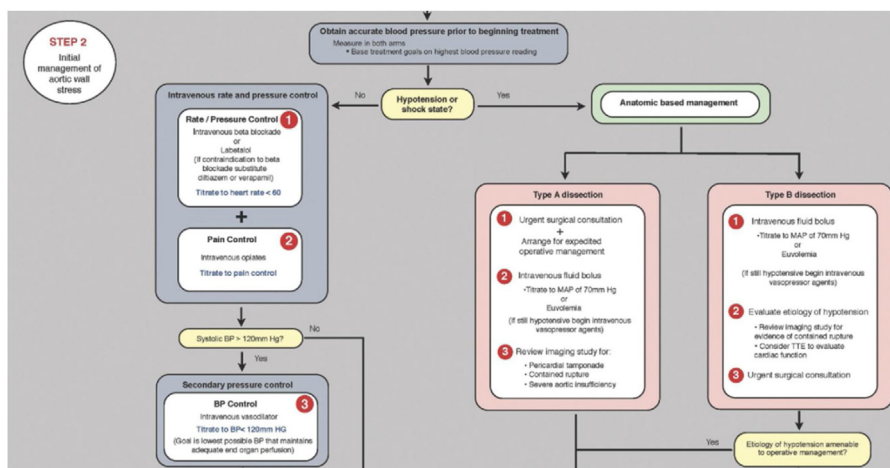 STEP 2
Initial
management of
aortic wall
stress
Obtain accurate blood pressure prior to beginning treatment
Measure in both arms
• Base treatment goals on highest blood pressure reading
Hypotension or
shock state?
No
Yes
Intravenous rate and pressure control
Rate / Pressure Control
1
Intravenous beta blockade
or
Labetalol
(If contraindication to beta
blockade substitute
diltiazem or verapamil)
Titrate to heart rate < 60
+
Pain Control
2
Intravenous opiates
Titrate to pain control
Systolic BP > 120mm Hg?
No
Yes
Secondary pressure control
BP Control
3
Intravenous vasodilator
Titrate to BP< 120mm HG
(Goal is lowest possible BP that maintains
adequate end organ perfusion)
Anatomic based management
Type A dissection
1 Urgent surgical consultation
+
Arrange for expedited
operative management
2 Intravenous fluid bolus
•Titrate to MAP of 70mm Hg
or
Euvolemia
(If still hypotensive begin intravenous
vasopressor agents)
3 Review imaging study for:
• Pericardial tamponade
• Contained rupture
• Severe aortic insufficiency
Type B dissection
1 Intravenous fluid bolus
•Titrate to MAP of 70mm Hg
or
Euvolemia
(If still hypotensive begin intravenous
vasopressor agents)
2 Evaluate etiology of hypotension
• Review imaging study for
evidence of contained rupture
• Consider TTE to evaluate
cardiac function
3 Urgent surgical consultation
Yes
Etiology of hypotension amenable
to operative management?